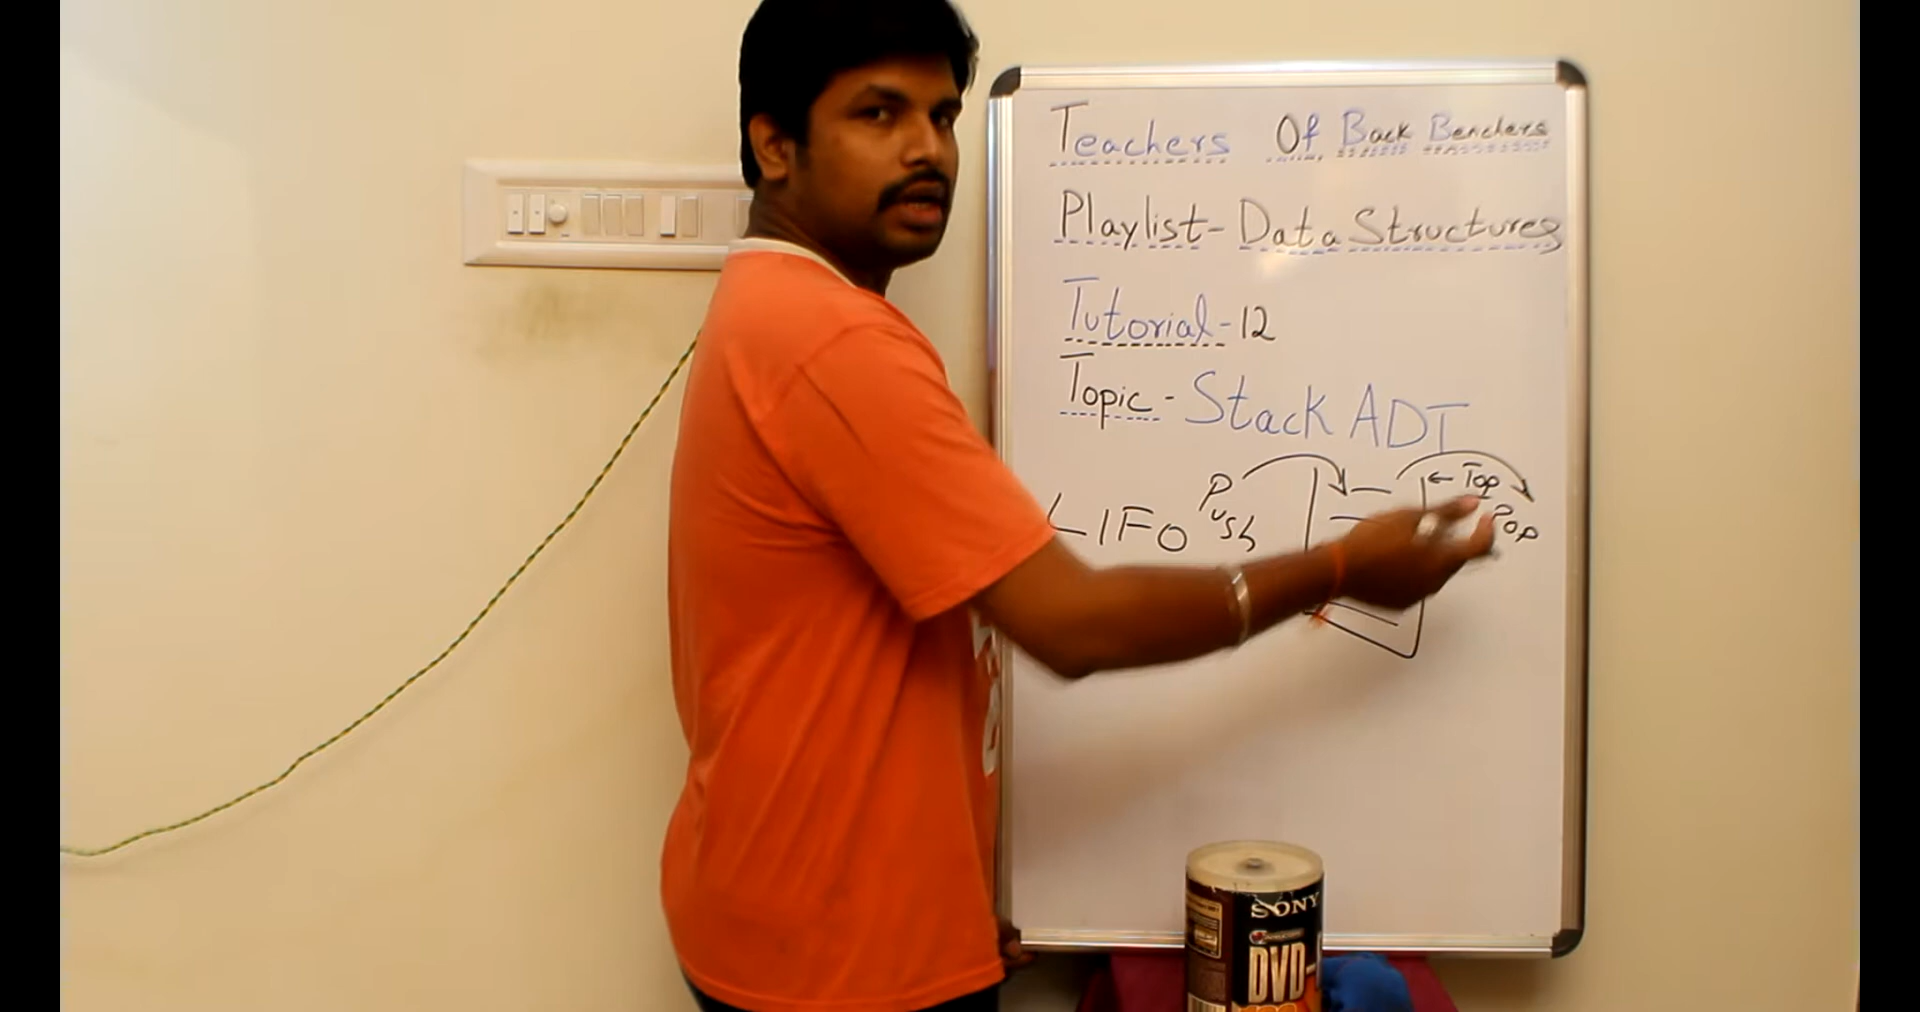 Teachers Of Back Benchers
Playlist- Data Structures
Tutorial-12
Topic- Stack ADT
LIFO Push ← Top
Pop
SONY
DVD-